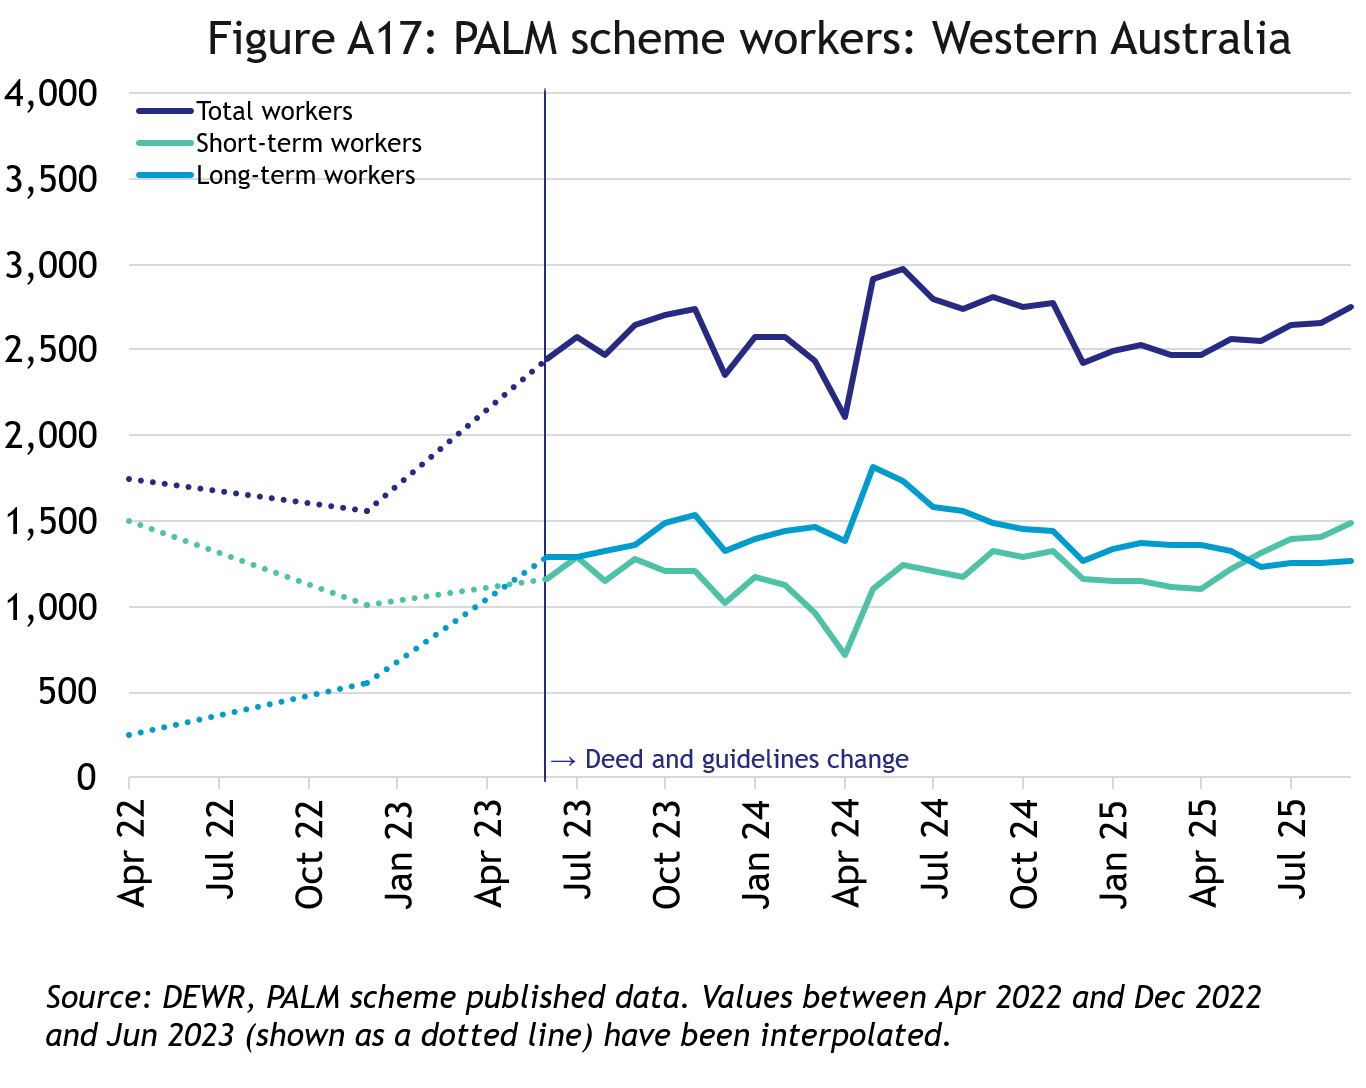 Figure A17: PALM scheme workers: Western Australia
4,000
3,500
3,000
2,500
2,000
1,500
1,000
500
0
Total workers
Short-term workers
Long-term workers
→ Deed and guidelines change
Apr 22
Jul 22
Oct 22
Jan 23
Apr 23
Jul 23
Oct 23
Jan 24
Apr 24
Jul 24
Oct 24
Jan 25
Apr 25
Jul 25
Source: DEWR, PALM scheme published data. Values between Apr 2022 and Dec 2022
and Jun 2023 (shown as a dotted line) have been interpolated.